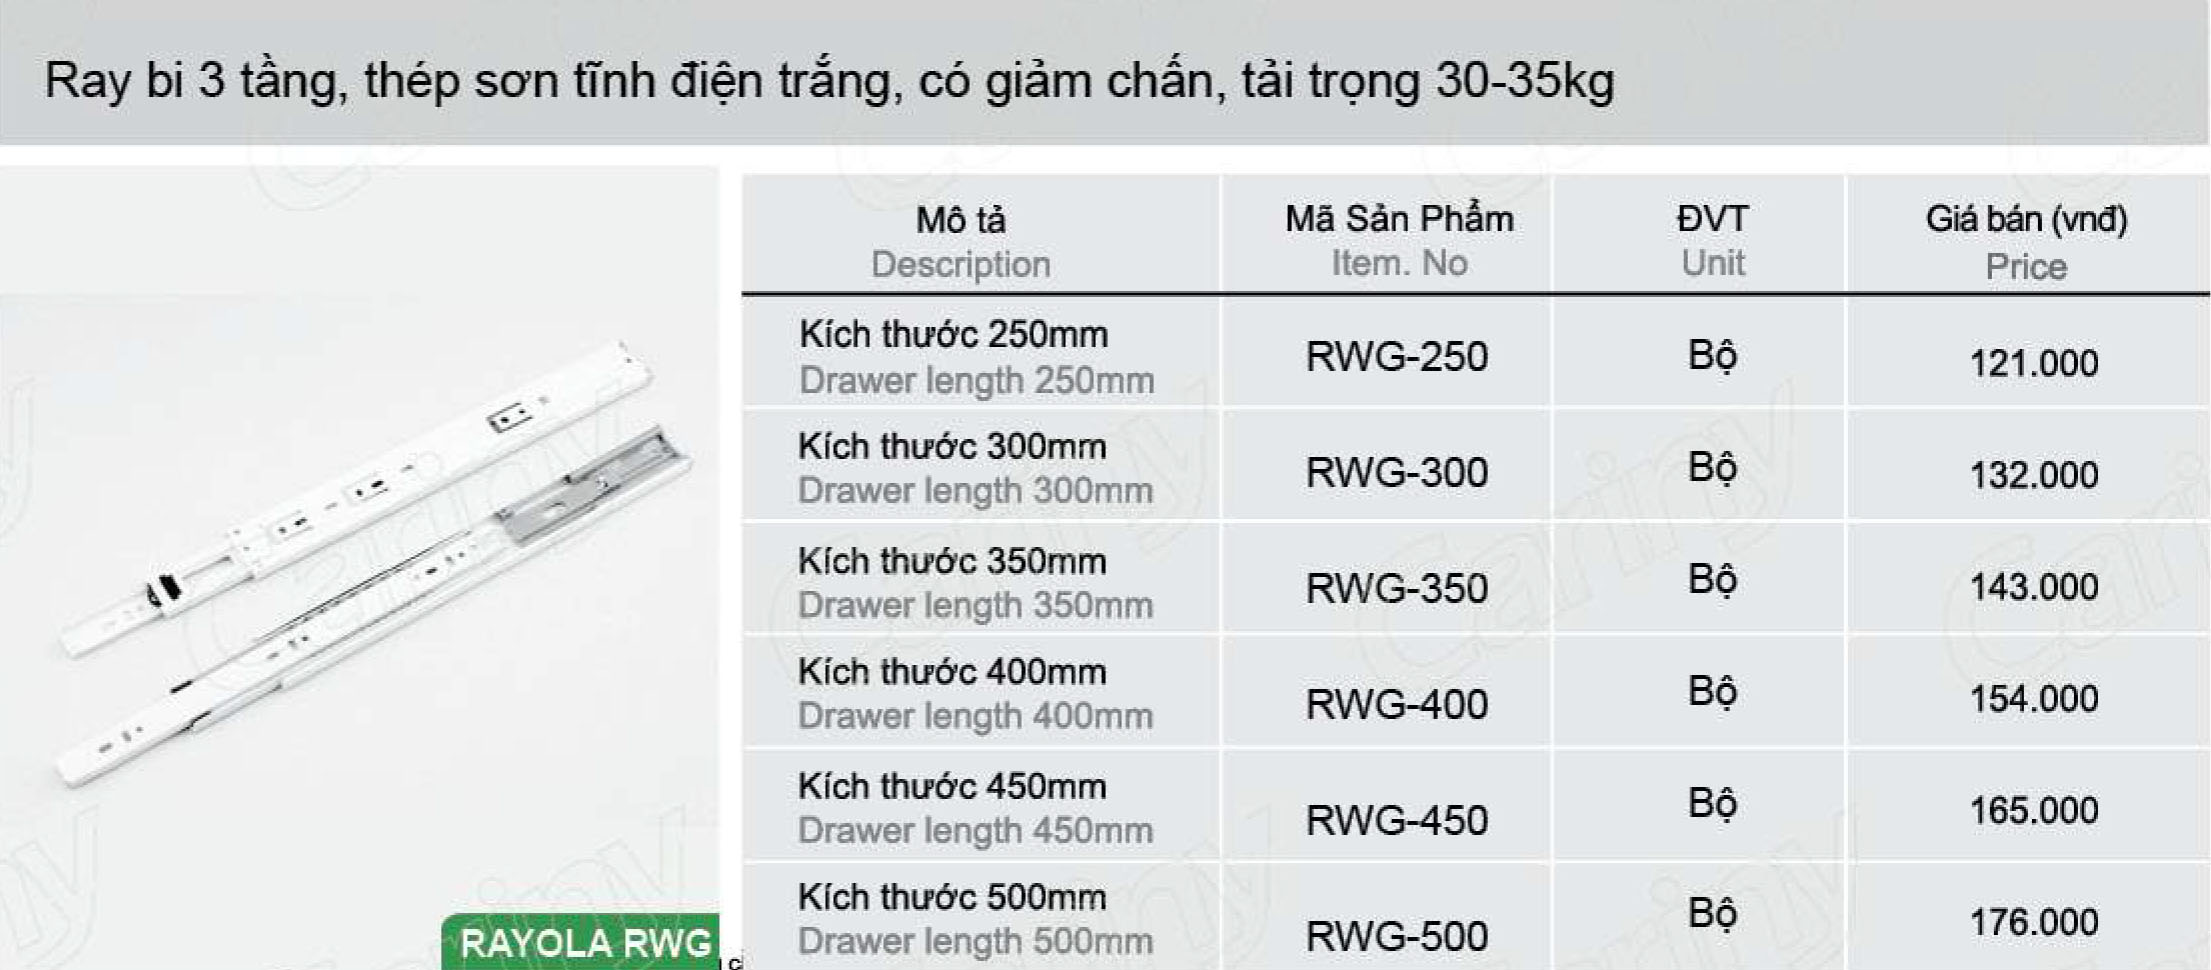 Ray bi 3 tầng, thép sơn tĩnh điện trắng, có giảm chấn, tải trọng 30-35kg
Mô tả
Description
Mã Sản Phẩm
Item. No
ĐVT
Unit
Giá bán (vnđ)
Price
Kích thước 250mm
Drawer length 250mm
RWG-250
Bộ
121.000
Kích thước 300mm
Drawer length 300mm
RWG-300
Bộ
132.000
Kích thước 350mm
Drawer length 350mm
RWG-350
Bộ
143.000
Kích thước 400mm
Drawer length 400mm
RWG-400
Bộ
154.000
Kích thước 450mm
Drawer length 450mm
RWG-450
Bộ
165.000
Kích thước 500mm
Drawer length 500mm
RWG-500
Bộ
176.000
RAYOLA RWG
Cariny